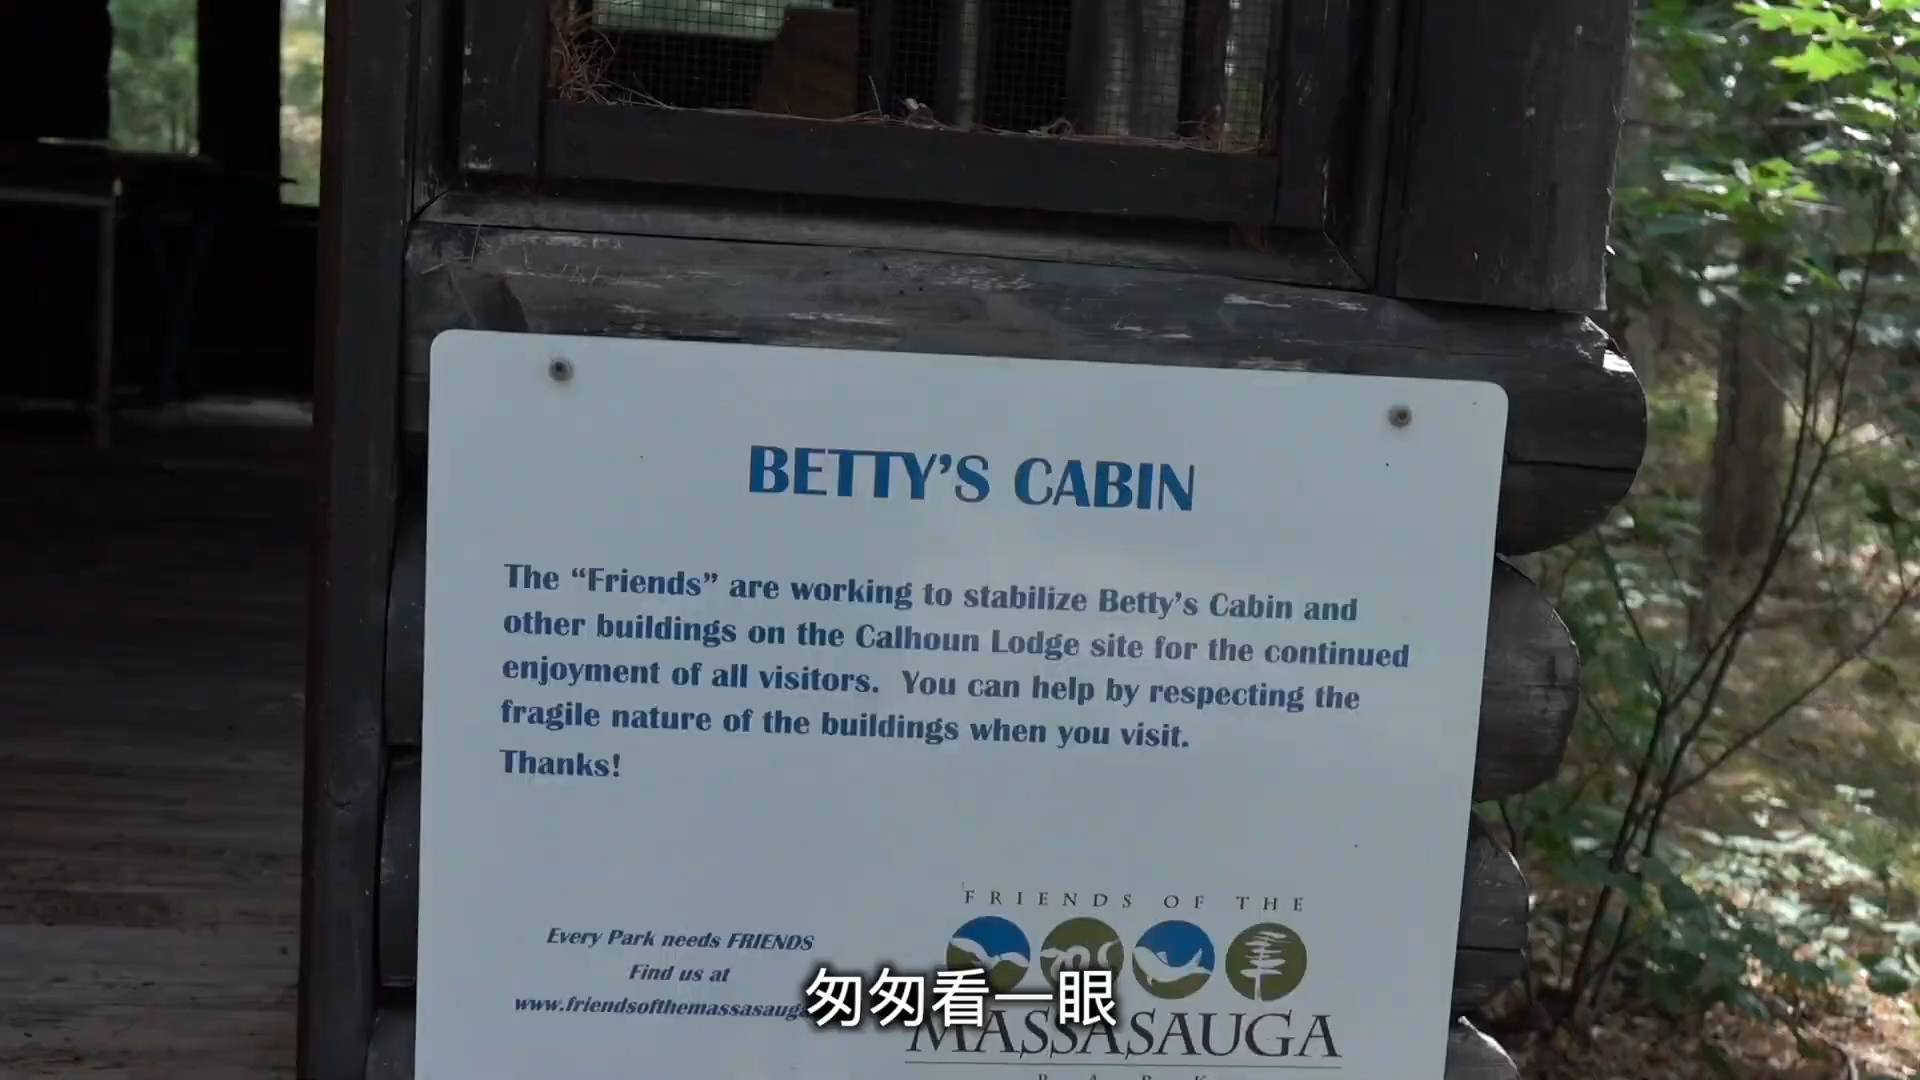 BETTY'S CABIN
The “Friends” are working to stabilize Betty's Cabin and
other buildings on the Calhoun Lodge site for the continued
enjoyment of all visitors. You can help by respecting the
fragile nature of the buildings when you visit.
Thanks!
Every Park needs FRIENDS
Find us at
FRIENDS OF THE
MASSASAUGA
匆匆看一眼